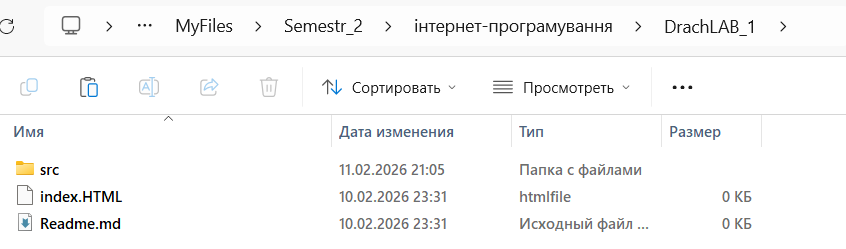 ... > MyFiles > Semestr_2 > інтернет-програмування > DrachLAB_1 >
Сортировать Просмотреть ...
Имя Дата изменения Тип Размер
src 11.02.2026 21:05 Папка с файлами
index.HTML 10.02.2026 23:31 htmlfile 0 КБ
Readme.md 10.02.2026 23:31 Исходный файл ... 0 КБ